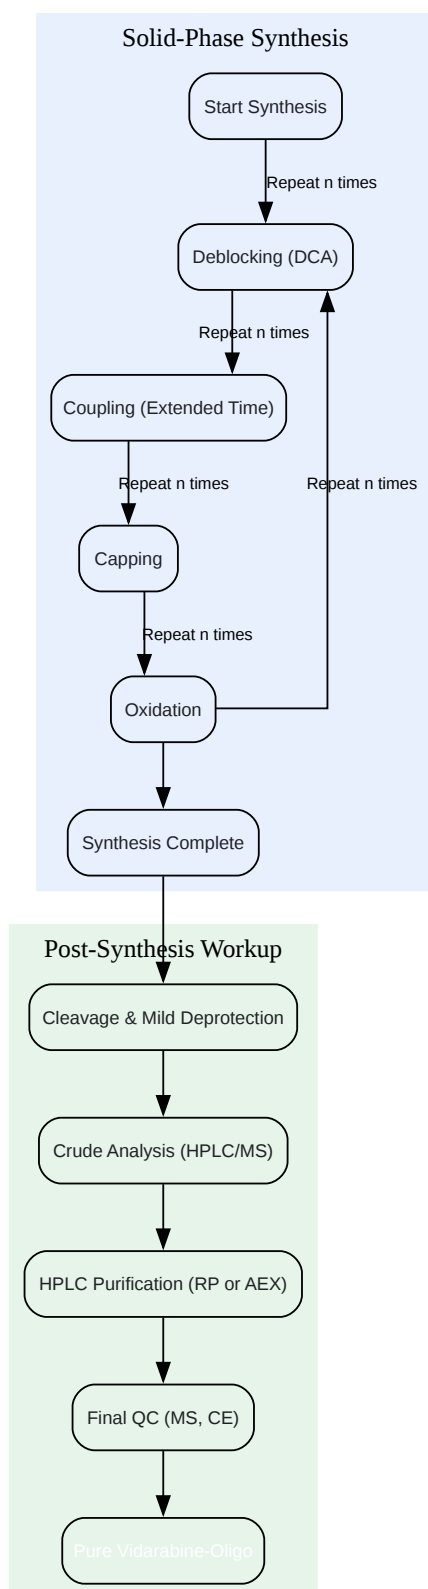 Solid-Phase Synthesis
Start Synthesis
Repeat n times
Deblocking (DCA)
Repeat n times
Coupling (Extended Time)
Repeat n times
Repeat n times
Capping
Repeat n times
Oxidation
Synthesis Complete
Post-Synthesis Workup
Cleavage & Mild Deprotection
Crude Analysis (HPLC/MS)
HPLC Purification (RP or AEX)
Final QC (MS, CE)
Pure Vidarabine-Oligo